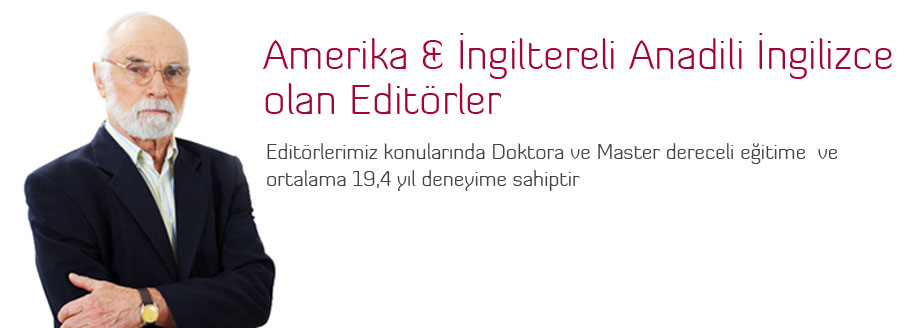 Amerika & İngiltereli Anadili İngilizce
olan Editörler
Editörlerimiz konularında Doktora ve Master dereceli eğitime ve
ortalama 19,4 yıl deneyime sahiptir